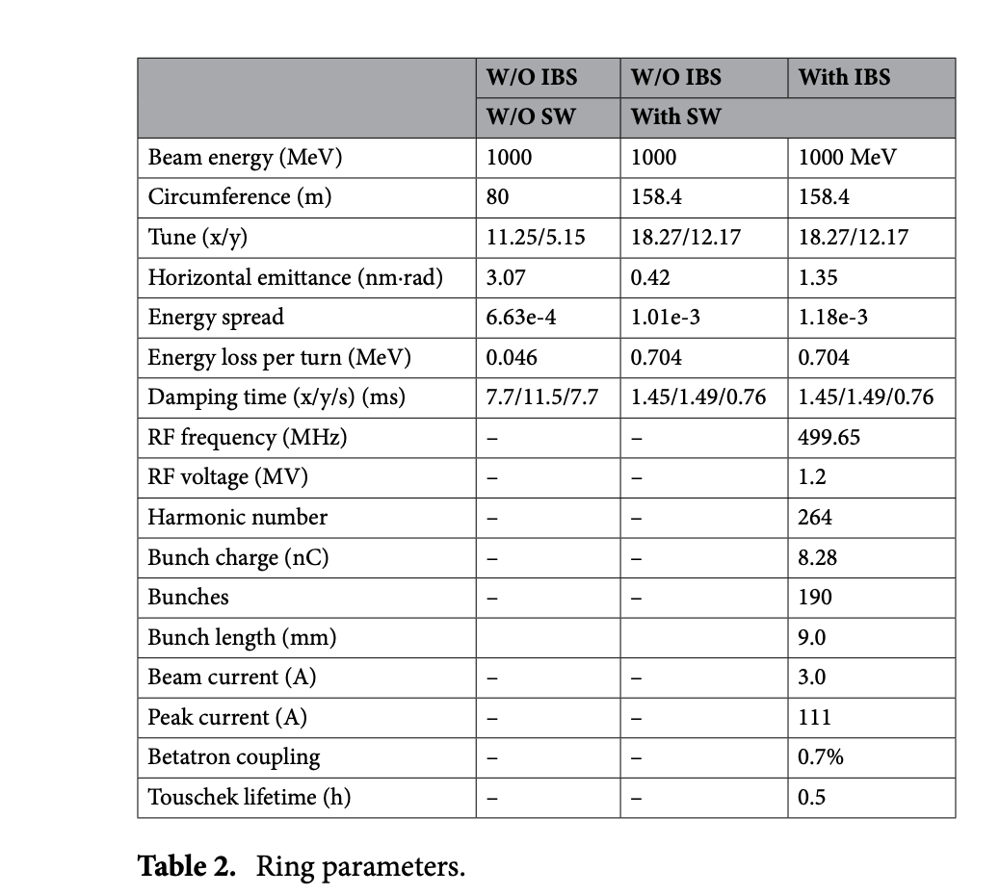 W/O IBS W/O IBS With IBS
W/O SW With SW
Beam energy (MeV) 1000 1000 1000 MeV
Circumference (m) 80 158.4 158.4
Tune (x/y) 11.25/5.15 18.27/12.17 18.27/12.17
Horizontal emittance (nm·rad) 3.07 0.42 1.35
Energy spread 6.63e-4 1.01e-3 1.18e-3
Energy loss per turn (MeV) 0.046 0.704 0.704
Damping time (x/y/s) (ms) 7.7/11.5/7.7 1.45/1.49/0.76 1.45/1.49/0.76
RF frequency (MHz) – – 499.65
RF voltage (MV) – – 1.2
Harmonic number – – 264
Bunch charge (nC) – – 8.28
Bunches – – 190
Bunch length (mm) 9.0
Beam current (A) – – 3.0
Peak current (A) – – 111
Betatron coupling – – 0.7%
Touschek lifetime (h) – – 0.5
Table 2. Ring parameters.